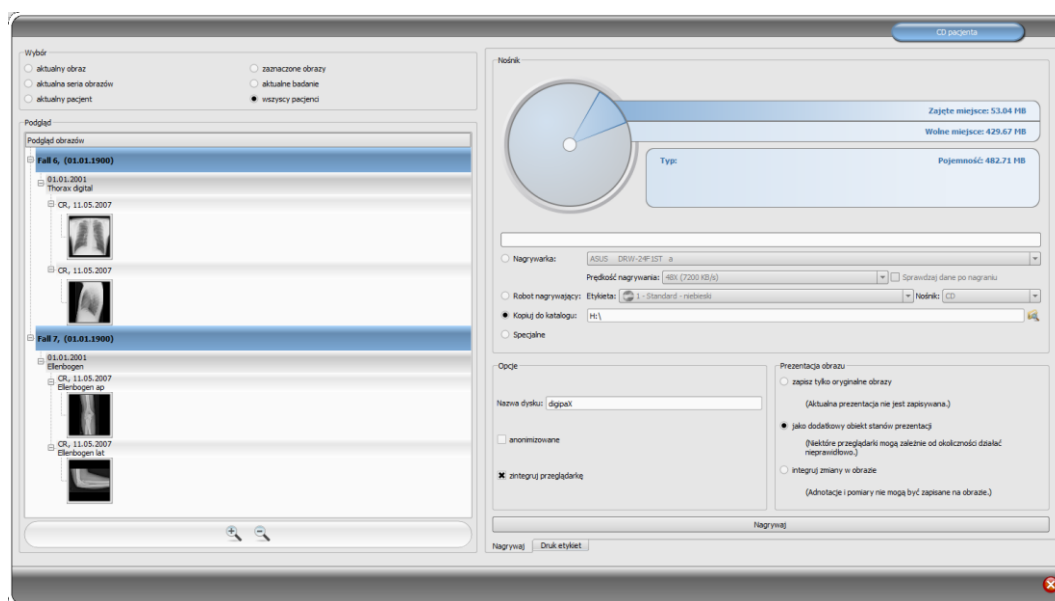 CD pacjenta
Wybór
aktualny obraz
zaznaczone obrazy
aktualna seria obrazów
aktualne badanie
aktualny pacjent
wszyscy pacjenci
Podgląd
Podgląd obrazów
Fall 6, (01.01.1900)
01.01.2001
Thorax digital
CR, 11.05.2007
CR, 11.05.2007
Fall 7, (01.01.1900)
01.01.2001
Ellenbogen
CR, 11.05.2007
Ellenbogen ap
CR, 11.05.2007
Ellenbogen lat
Nośnik
Zajęte miejsce: 53.04 MB
Wolne miejsce: 429.67 MB
Typ: Pojemność: 482.71 MB
Nagrywarka: ASUS DRW-24F1ST a
Prędkość nagrywania: 48X (7200 KB/s) Sprawdzaj dane po nagraniu
Robot nagrywający: Etykieta: 1 - Standard - niebieski Nośnik: CD
Kopiuj do katalogu: H:\
Specjalne
Opcje
Nazwa dysku: digipaX
anonimizowane
zintegruj przeglądarkę
Prezentacja obrazu
zapisz tylko oryginalne obrazy
(Aktualna prezentacja nie jest zapisywana.)
jako dodatkowy obiekt stanów prezentacji
(Niektóre przeglądarki mogą zależnie od okoliczności działać
nieprawidłowo.)
integruj zmiany w obrazie
(Adnotacje i pomiary nie mogą być zapisane na obrazie.)
Nagrywaj
Nagrywaj Druk etykiet